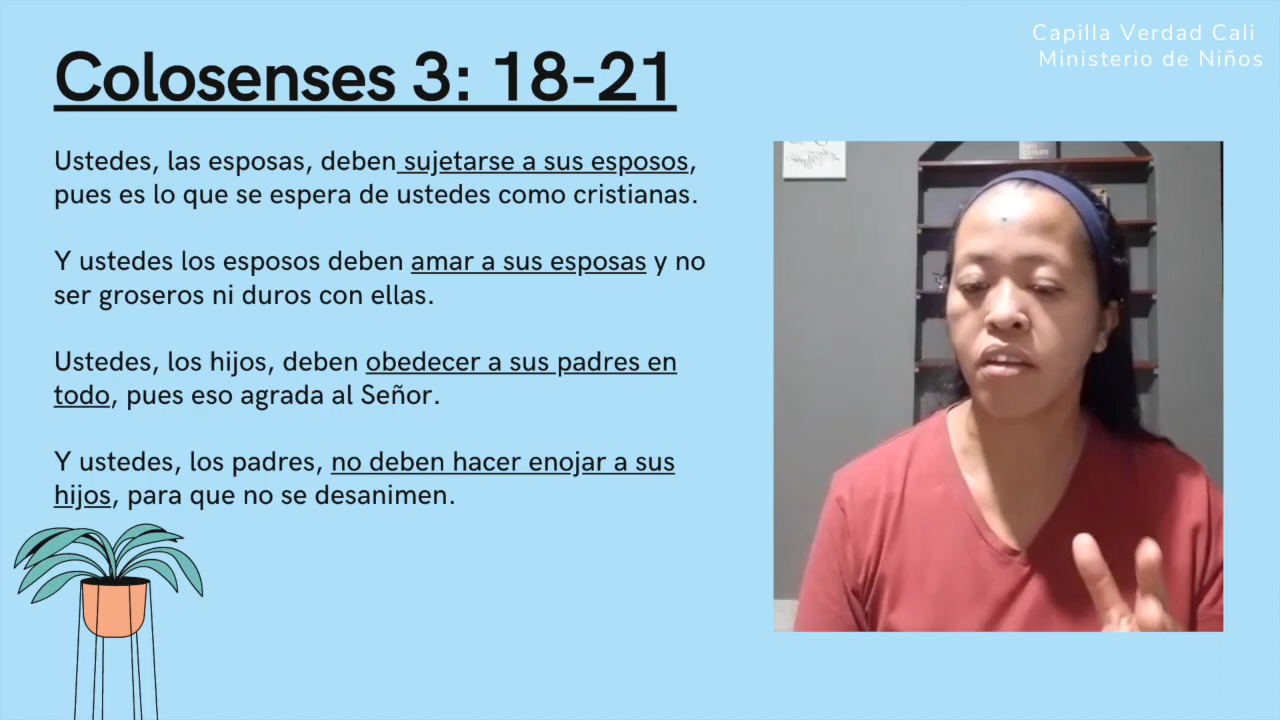 Capilla Verdad Cali
Ministerio de Niños
Colosenses 3: 18-21
Ustedes, las esposas, deben sujetarse a sus esposos,
pues es lo que se espera de ustedes como cristianas.
Y ustedes los esposos deben amar a sus esposas y no
ser groseros ni duros con ellas.
Ustedes, los hijos, deben obedecer a sus padres en
todo, pues eso agrada al Señor.
Y ustedes, los padres, no deben hacer enojar a sus
hijos, para que no se desanimen.